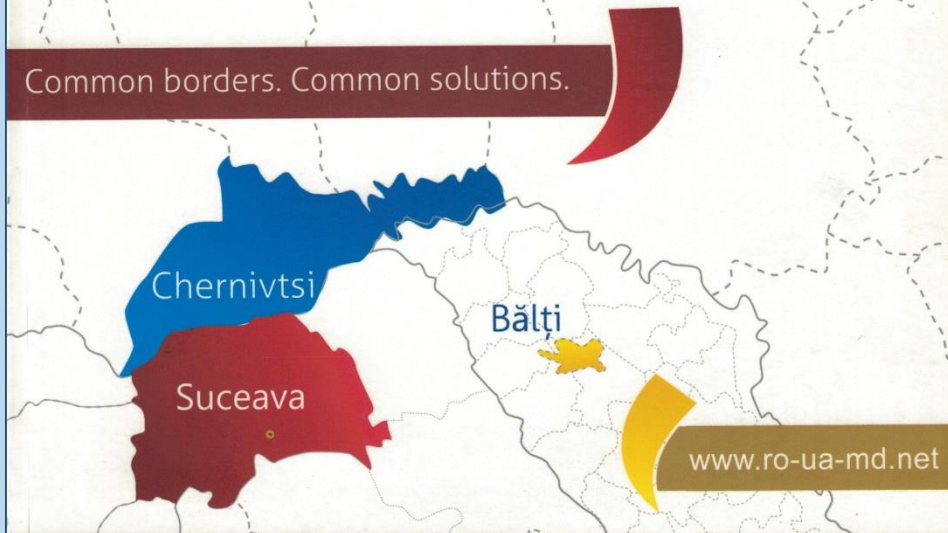 Common borders. Common solutions.
Chernivtsi
Bălți
Suceava
www.ro-ua-md.net